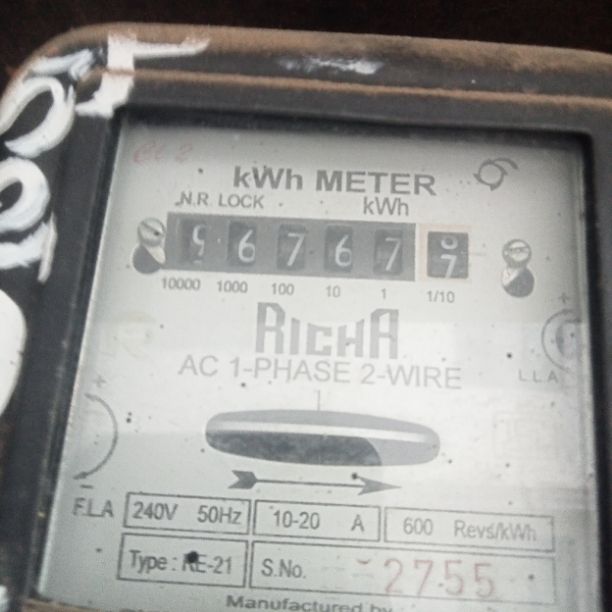 kWh METER
N.R. LOCK kWh
9 6 7 6 7 7
10000 1000 100 10 1 1/10
RICHA
AC 1-PHASE 2-WIRE
+ L.L.A
F.L.A 240V 50Hz 10-20 A 600 Revs/kWh
Type : RE-21 S.No. 2755
Manufactured by